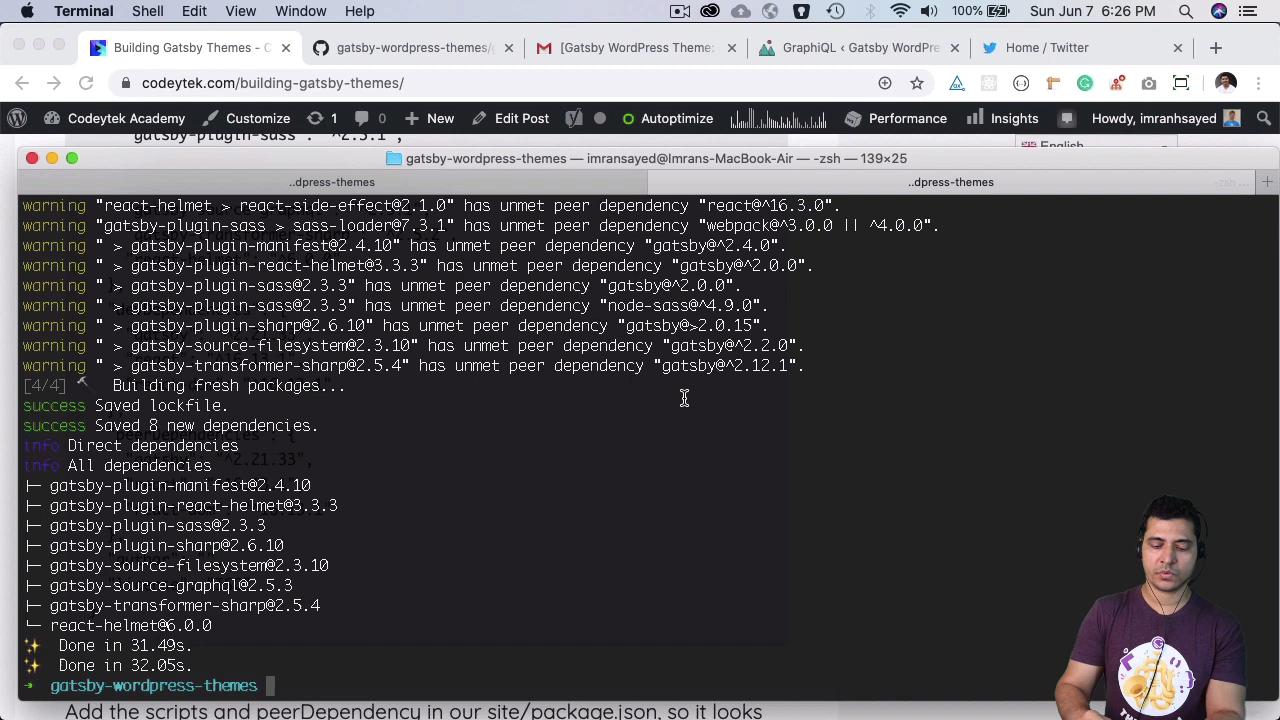 Terminal Shell Edit View Window Help 100% Sun Jun 7 6:26 PM
Building Gatsby Themes - C
gatsby-wordpress-themes/
[Gatsby WordPress Theme:
GraphiQL ‹ Gatsby WordPre
Home / Twitter
codeytek.com/building-gatsby-themes/
Codeytek Academy Customize 1 0 New Edit Post Autoptimize Performance Insights Howdy, imranhsayed
gatsby-plugin-sass : ^2.3.1 ,
English
gatsby-wordpress-themes — imransayed@Imrans-MacBook-Air — -zsh — 139×25
..dpress-themes
..dpress-themes
-zsh ...
warning "react-helmet > react-side-effect@2.1.0" has unmet peer dependency "react@^16.3.0".
warning "gatsby-plugin-sass > sass-loader@7.3.1" has unmet peer dependency "webpack@^3.0.0 || ^4.0.0".
warning " > gatsby-plugin-manifest@2.4.10" has unmet peer dependency "gatsby@^2.4.0".
warning " > gatsby-plugin-react-helmet@3.3.3" has unmet peer dependency "gatsby@^2.0.0".
warning " > gatsby-plugin-sass@2.3.3" has unmet peer dependency "gatsby@^2.0.0".
warning " > gatsby-plugin-sass@2.3.3" has unmet peer dependency "node-sass@^4.9.0".
warning " > gatsby-plugin-sharp@2.6.10" has unmet peer dependency "gatsby@>2.0.15".
warning " > gatsby-source-filesystem@2.3.10" has unmet peer dependency "gatsby@^2.2.0".
warning " > gatsby-transformer-sharp@2.5.4" has unmet peer dependency "gatsby@^2.12.1".
[4/4] Building fresh packages...
success Saved lockfile.
success Saved 8 new dependencies.
peerDependencies : {
info Direct dependencies
^2.21.33",
info All dependencies
├─ gatsby-plugin-manifest@2.4.10
├─ gatsby-plugin-react-helmet@3.3.3
├─ gatsby-plugin-sass@2.3.3
├─ gatsby-plugin-sharp@2.6.10
├─ gatsby-source-filesystem@2.3.10
├─ gatsby-source-graphql@2.5.3
├─ gatsby-transformer-sharp@2.5.4
└─ react-helmet@6.0.0
Done in 31.49s.
Done in 32.05s.
gatsby-wordpress-themes
Add the scripts and peerDependency in our site/package.json, so it looks